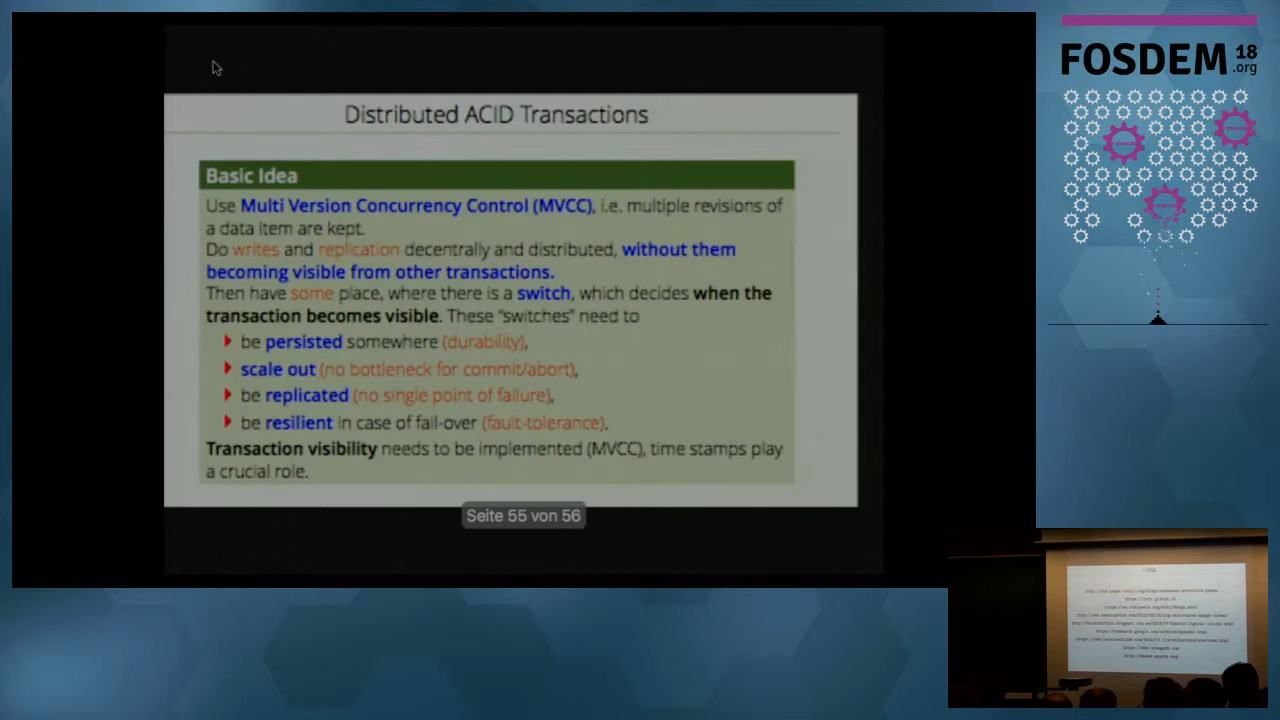 Distributed ACID Transactions
Basic Idea
Use Multi Version Concurrency Control (MVCC), i.e. multiple revisions of
a data item are kept.
Do writes and replication decentrally and distributed, without them
becoming visible from other transactions.
Then have some place, where there is a switch, which decides when the
transaction becomes visible. These “switches” need to
be persisted somewhere (durability),
scale out (no bottleneck for commit/abort),
be replicated (no single point of failure),
be resilient in case of fail-over (fault-tolerance).
Transaction visibility needs to be implemented (MVCC), time stamps play
a crucial role.
Seite 55 von 56
FOSDEM 18
.org